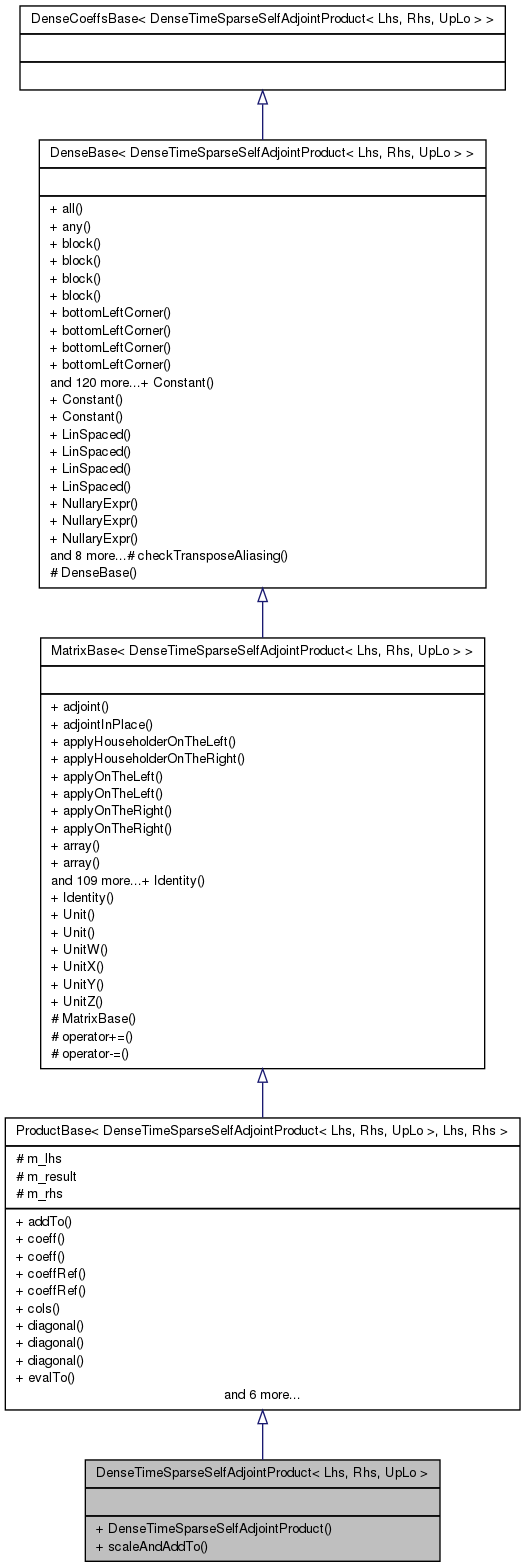 DenseCoeffsBase< DenseTimeSparseSelfAdjointProduct< Lhs, Rhs, UpLo > >
DenseBase< DenseTimeSparseSelfAdjointProduct< Lhs, Rhs, UpLo > >
+ all()
+ any()
+ block()
+ block()
+ block()
+ block()
+ bottomLeftCorner()
+ bottomLeftCorner()
+ bottomLeftCorner()
+ bottomLeftCorner()
and 120 more...+ Constant()
+ Constant()
+ Constant()
+ LinSpaced()
+ LinSpaced()
+ LinSpaced()
+ LinSpaced()
+ NullaryExpr()
+ NullaryExpr()
+ NullaryExpr()
and 8 more...# checkTransposeAliasing()
# DenseBase()
MatrixBase< DenseTimeSparseSelfAdjointProduct< Lhs, Rhs, UpLo > >
+ adjoint()
+ adjointInPlace()
+ applyHouseholderOnTheLeft()
+ applyHouseholderOnTheRight()
+ applyOnTheLeft()
+ applyOnTheLeft()
+ applyOnTheRight()
+ applyOnTheRight()
+ array()
+ array()
and 109 more...+ Identity()
+ Identity()
+ Unit()
+ Unit()
+ UnitW()
+ UnitX()
+ UnitY()
+ UnitZ()
# MatrixBase()
# operator+=()
# operator-=()
ProductBase< DenseTimeSparseSelfAdjointProduct< Lhs, Rhs, UpLo >, Lhs, Rhs >
# m_lhs
# m_result
# m_rhs
+ addTo()
+ coeff()
+ coeff()
+ coeffRef()
+ coeffRef()
+ cols()
+ diagonal()
+ diagonal()
+ diagonal()
+ evalTo()
and 6 more...
DenseTimeSparseSelfAdjointProduct< Lhs, Rhs, UpLo >
+ DenseTimeSparseSelfAdjointProduct()
+ scaleAndAddTo()